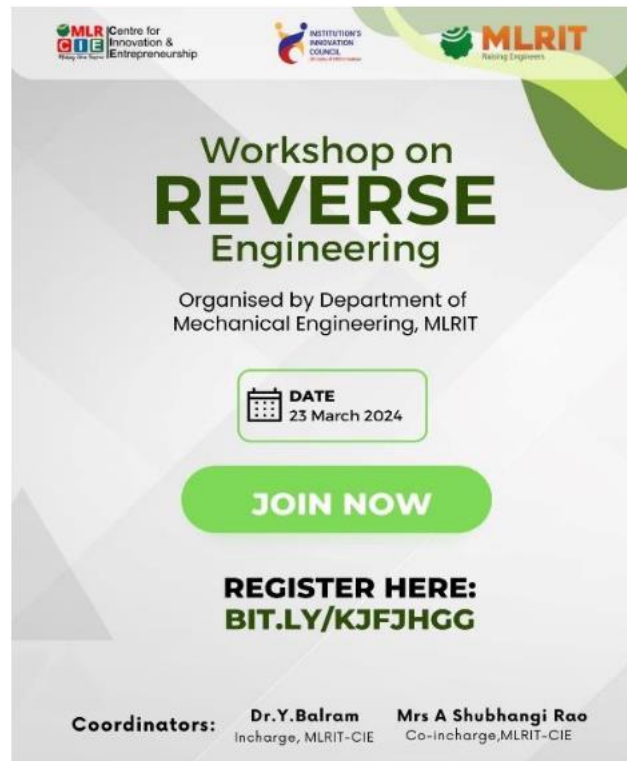 MLR Centre for
CIE Innovation &
Entrepreneurship
INSTITUTION'S
INNOVATION
COUNCIL
MLRIT
Raising Engineers
Workshop on
REVERSE
Engineering
Organised by Department of
Mechanical Engineering, MLRIT
DATE
23 March 2024
JOIN NOW
REGISTER HERE:
BIT.LY/KJFJHGG
Coordinators: Dr.Y.Balram Mrs A Shubhangi Rao
Incharge, MLRIT-CIE Co-incharge,MLRIT-CIE